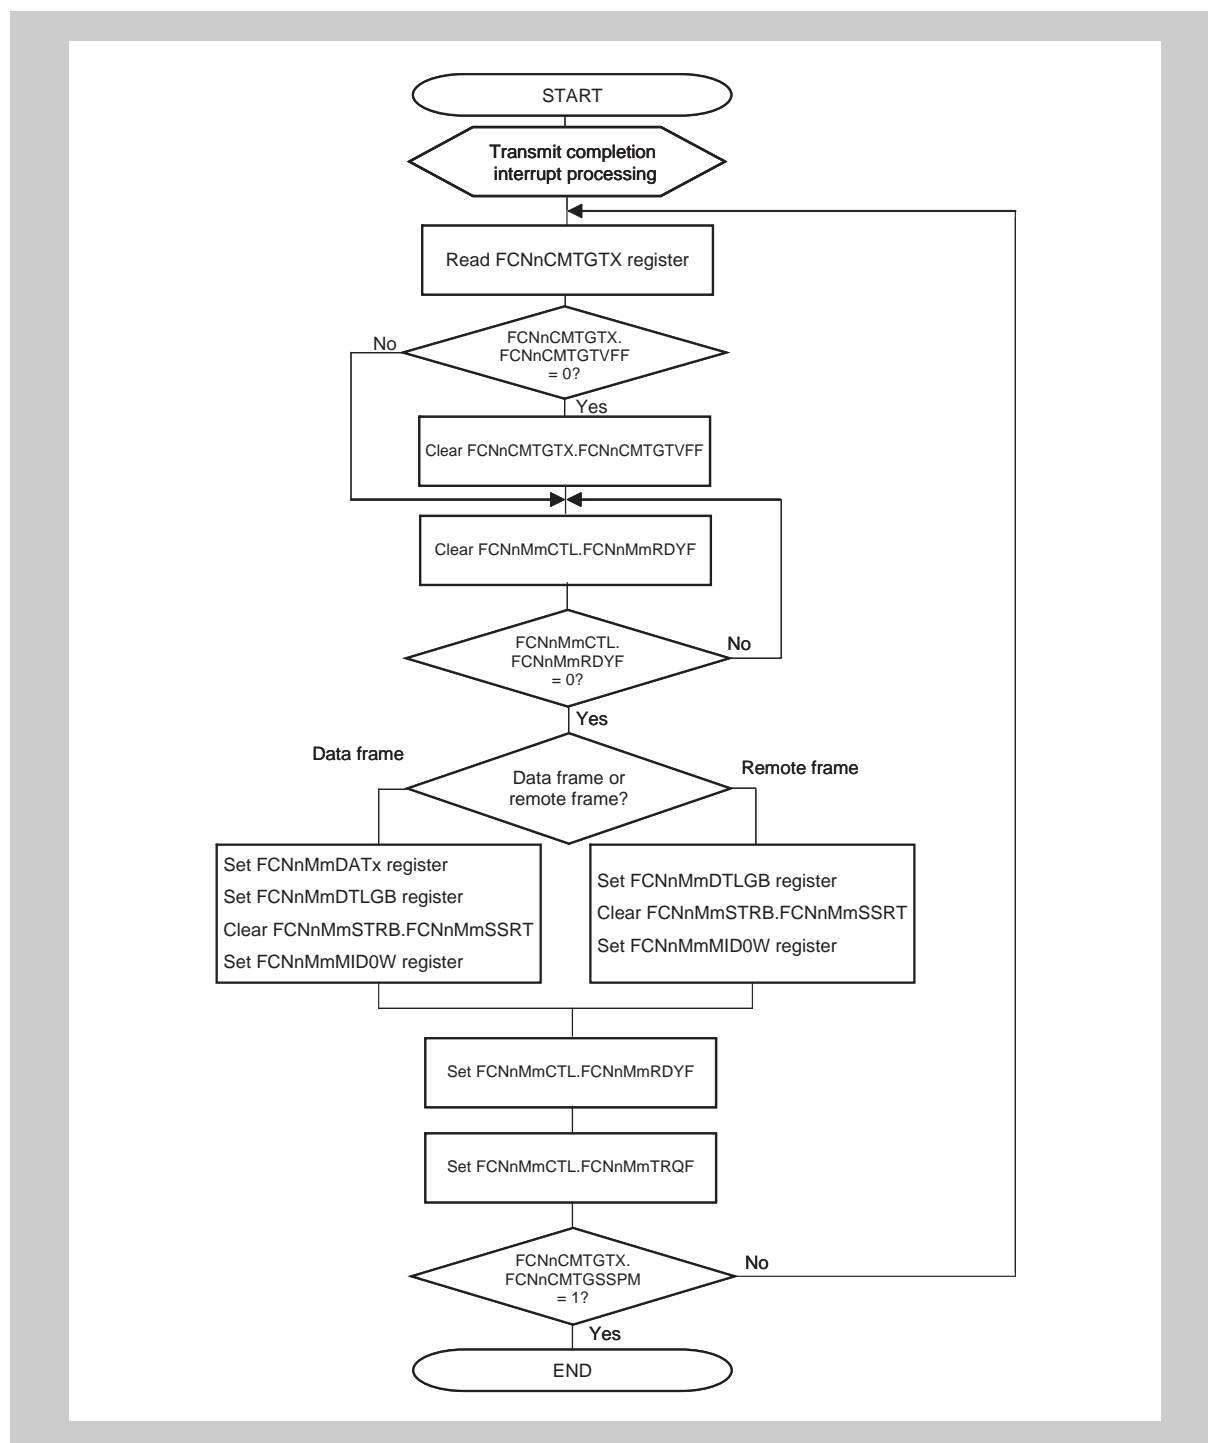 START
Transmit completion
interrupt processing
Read FCNnCMTGTX register
No
FCNnCMTGTX.
FCNnCMTGTVFF
= 0?
Yes
Clear FCNnCMTGTX.FCNnCMTGTVFF
Clear FCNnMmCTL.FCNnMmRDYF
FCNnMmCTL.
FCNnMmRDYF
= 0?
No
Yes
Data frame
Data frame or
remote frame?
Remote frame
Set FCNnMmDATx register
Set FCNnMmDTLGB register
Clear FCNnMmSTRB.FCNnMmSSRT
Set FCNnMmMID0W register
Set FCNnMmDTLGB register
Clear FCNnMmSTRB.FCNnMmSSRT
Set FCNnMmMID0W register
Set FCNnMmCTL.FCNnMmRDYF
Set FCNnMmCTL.FCNnMmTRQF
FCNnCMTGTX.
FCNnCMTGSSPM
= 1?
No
Yes
END